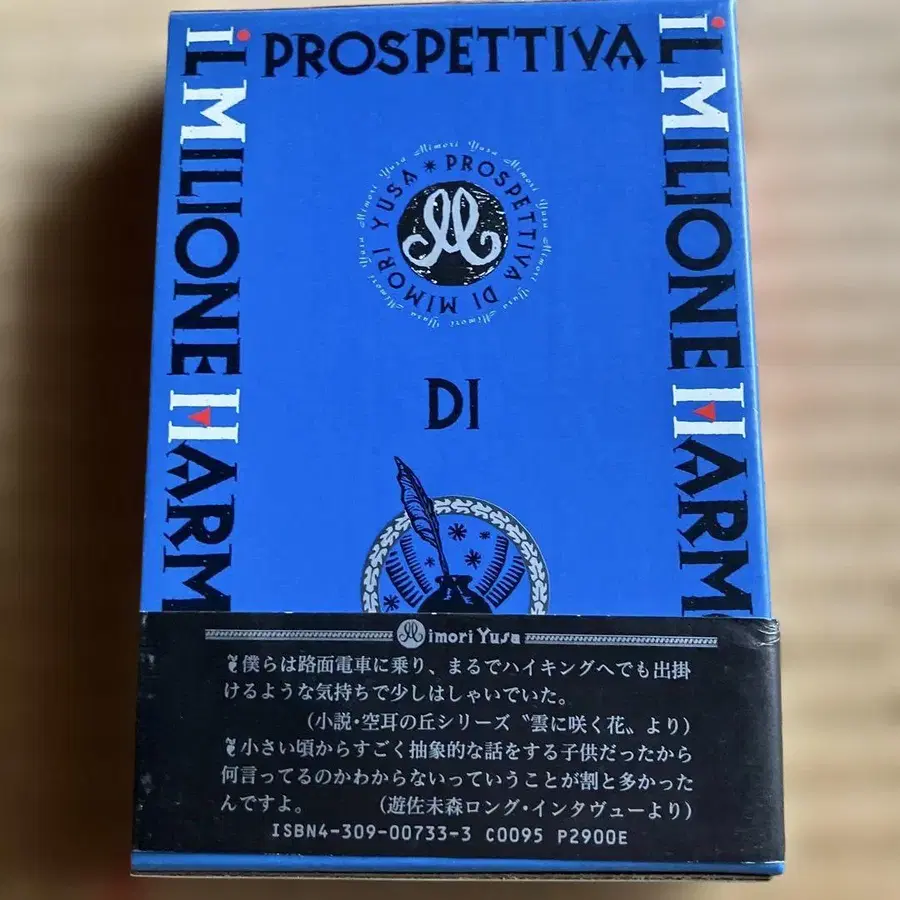 PROSPETTIVA
iL MILIONE HARM
iL MILIONE HARM
PROSPETTIVA DI MIMORI YUSA *
Mimori Yusa Mimori Yusa Mimori Yusa Mimori Yusa
M
DI
Mimori Yusa
僕らは路面電車に乗り、まるでハイキングへでも出掛
けるような気持ちで少しはしゃいでいた。
(小説・空耳の丘シリーズ〝雲に咲く花〟より)
小さい頃からすごく抽象的な話をする子供だったから
何言ってるのかわからないっていうことが割と多かった
んですよ。 (遊佐未森ロング・インタヴューより)
ISBN4-309-00733-3 C0095 P2900E